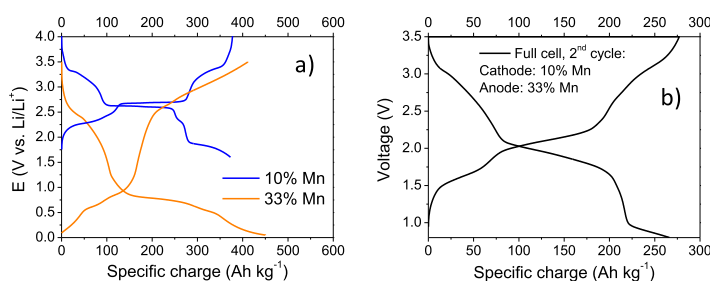 0 100 200 300 400 500 600
4.0
3.5
3.0
2.5
2.0
1.5
1.0
0.5
0.0
E (V vs. Li/Li⁺)
a)
10% Mn
33% Mn
0 100 200 300 400 500 600
Specific charge (Ah kg⁻¹)
0 50 100 150 200 250 300
3.5
3.0
2.5
2.0
1.5
1.0
Voltage (V)
Full cell, 2ⁿᵈ cycle:
Cathode: 10% Mn
Anode: 33% Mn
b)
0 50 100 150 200 250 300
Specific charge (Ah kg⁻¹)